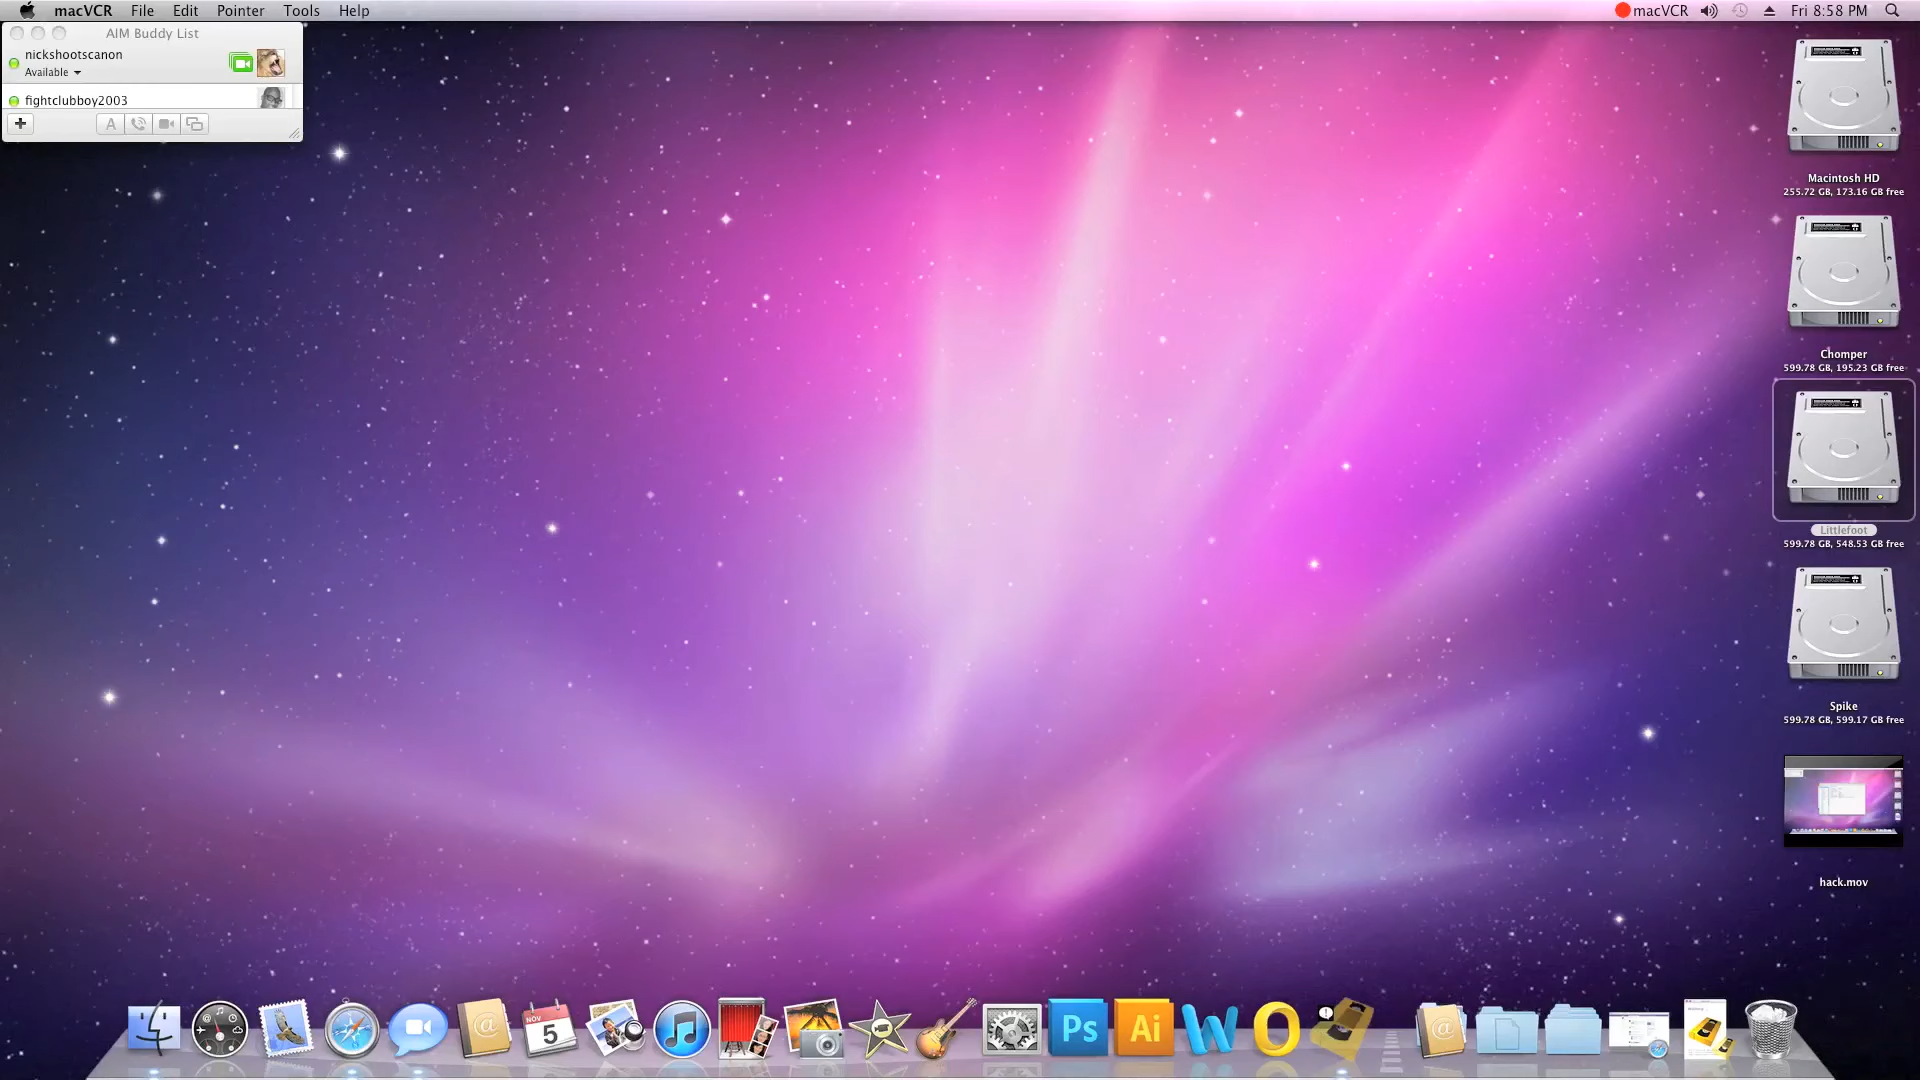 macVCR File Edit Pointer Tools Help
macVCR Fri 8:58 PM
AIM Buddy List
nickshootscanon
Available
fightclubboy2003
A
Macintosh HD
255.72 GB, 173.16 GB free
Chomper
599.78 GB, 195.23 GB free
Littlefoot
599.78 GB, 548.53 GB free
Spike
599.78 GB, 599.17 GB free
hack.mov
NOV
5
Ps
Ai
W
O